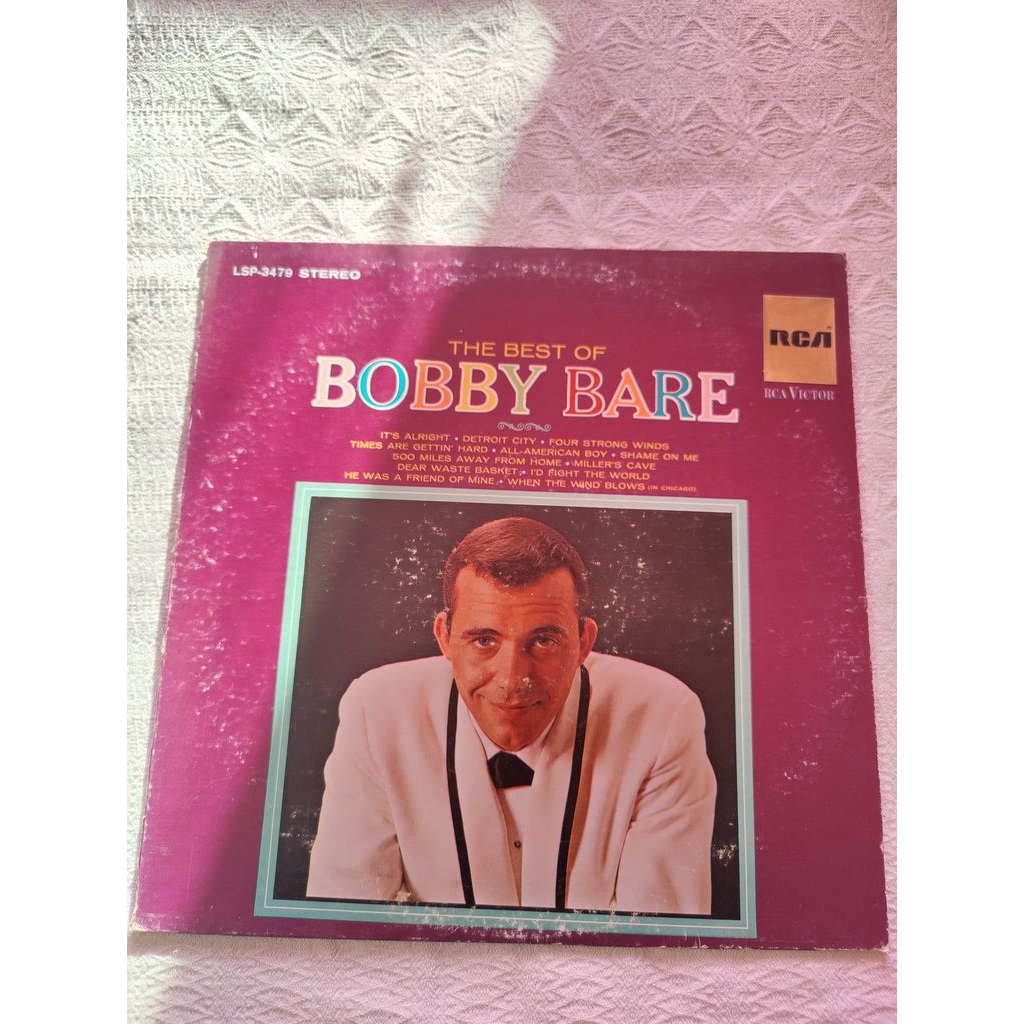 LSP-3479 STEREO
RCA
RCA VICTOR
THE BEST OF
BOBBY BARE
IT'S ALRIGHT • DETROIT CITY • FOUR STRONG WINDS
TIMES ARE GETTIN' HARD • ALL-AMERICAN BOY • SHAME ON ME
500 MILES AWAY FROM HOME • MILLER'S CAVE
DEAR WASTE BASKET • I'D FIGHT THE WORLD
HE WAS A FRIEND OF MINE • WHEN THE WIND BLOWS (IN CHICAGO)